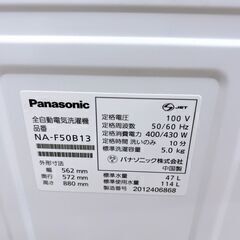 Panasonic
全自動電気洗濯機
品番
NA-F50B13
外形寸法
幅 562 mm
奥行 572 mm
高さ 880 mm
JET
定格電圧 100 V
定格周波数 50/60 Hz
定格消費電力 400/430 W
定格時間 洗いのみ 10 分
標準洗濯容量 5.0 kg
パナソニック株式会社
中国製
標準水量 47 L
標準使用水量 114 L
2012406868